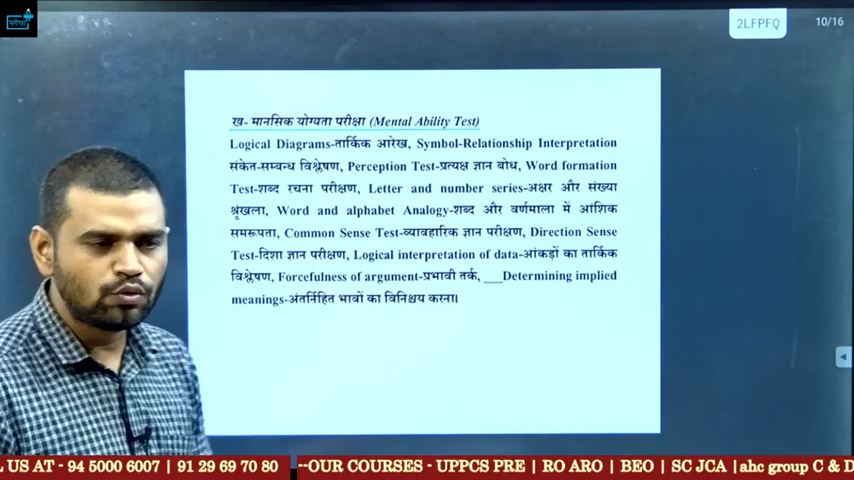 परीक्षा
2LFPFQ
10/16
ख- मानसिक योग्यता परीक्षा (Mental Ability Test)
Logical Diagrams-तार्किक आरेख, Symbol-Relationship Interpretation
संकेत-सम्बन्ध विश्लेषण, Perception Test-प्रत्यक्ष ज्ञान बोध, Word formation
Test-शब्द रचना परीक्षण, Letter and number series-अक्षर और संख्या
श्रृंखला, Word and alphabet Analogy-शब्द और वर्णमाला में आंशिक
समरूपता, Common Sense Test-व्यावहारिक ज्ञान परीक्षण, Direction Sense
Test-दिशा ज्ञान परीक्षण, Logical interpretation of data-आंकड़ों का तार्किक
विश्लेषण, Forcefulness of argument-प्रभावी तर्क, ___Determining implied
meanings-अंतर्निहित भावों का विनिश्चय करना।
L US AT - 94 5000 6007 | 91 29 69 70 80 --OUR COURSES - UPPCS PRE | RO ARO | BEO | SC JCA |ahc group C & D